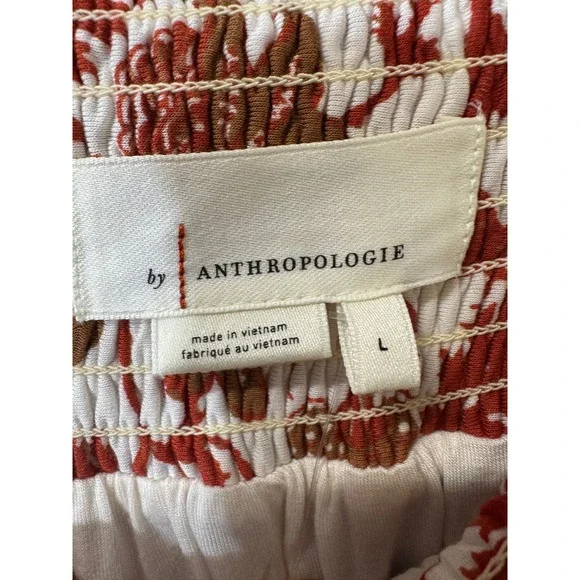 by ANTHROPOLOGIE
made in vietnam
fabriqué au vietnam
L